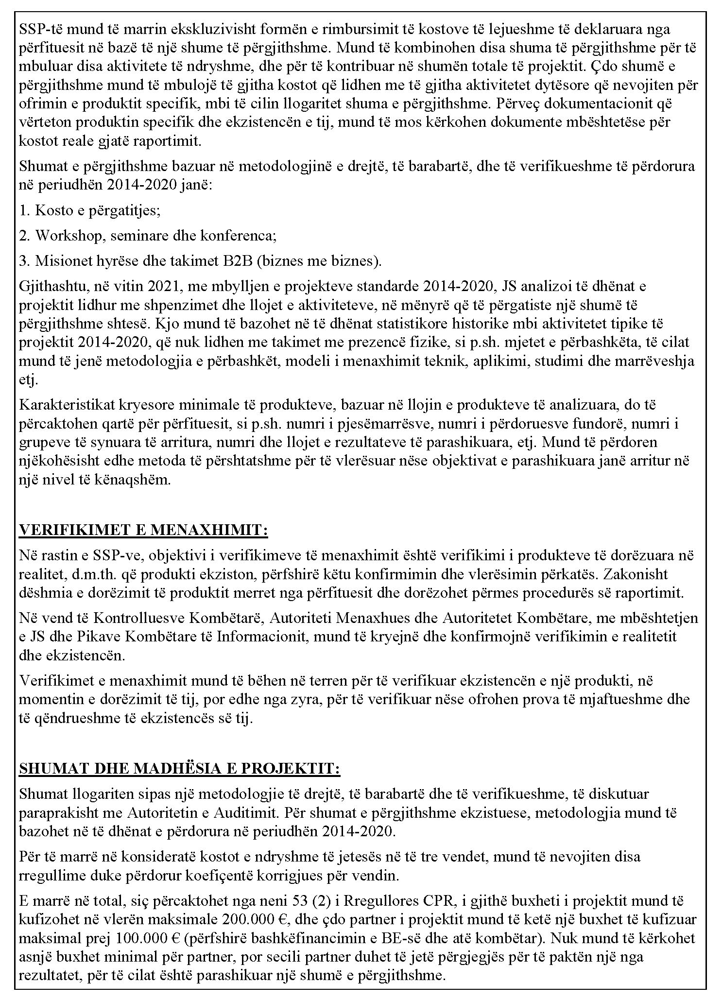 SSP-të mund të marrin ekskluzivisht formën e rimbursimit të kostove të lejueshme të deklaruara nga
përfituesit në bazë të një shume të përgjithshme. Mund të kombinohen disa shuma të përgjithshme për të
mbuluar disa aktivitete të ndryshme, dhe për të kontribuar në shumën totale të projektit. Çdo shumë e
përgjithshme mund të mbulojë të gjitha kostot që lidhen me të gjitha aktivitetet dytësore që nevojiten për
ofrimin e produktit specifik, mbi të cilin llogaritet shuma e përgjithshme. Përveç dokumentacionit që
vërteton produktin specifik dhe ekzistencën e tij, mund të mos kërkohen dokumente mbështetëse për
kostot reale gjatë raportimit.
Shumat e përgjithshme bazuar në metodologjinë e drejtë, të barabartë, dhe të verifikueshme të përdorura
në periudhën 2014-2020 janë:
1. Kosto e përgatitjes;
2. Workshop, seminare dhe konferenca;
3. Misionet hyrëse dhe takimet B2B (biznes me biznes).
Gjithashtu, në vitin 2021, me mbylljen e projekteve standarde 2014-2020, JS analizoi të dhënat e
projektit lidhur me shpenzimet dhe llojet e aktiviteteve, në mënyrë që të përgatiste një shumë të
përgjithshme shtesë. Kjo mund të bazohet në të dhënat statistikore historike mbi aktivitetet tipike të
projektit 2014-2020, që nuk lidhen me takimet me prezencë fizike, si p.sh. mjetet e përbashkëta, të cilat
mund të jenë metodologjia e përbashkët, modeli i menaxhimit teknik, aplikimi, studimi dhe marrëveshja
etj.
Karakteristikat kryesore minimale të produkteve, bazuar në llojin e produkteve të analizuara, do të
përcaktohen qartë për përfituesit, si p.sh. numri i pjesëmarrësve, numri i përdoruesve fundorë, numri i
grupeve të synuara të arritura, numri dhe llojet e rezultateve të parashikuara, etj. Mund të përdoren
njëkohësisht edhe metoda të përshtatshme për të vlerësuar nëse objektivat e parashikuara janë arritur në
një nivel të kënaqshëm.
VERIFIKIMET E MENAXHIMIT:
Në rastin e SSP-ve, objektivi i verifikimeve të menaxhimit është verifikimi i produkteve të dorëzuara në
realitet, d.m.th. që produkti ekziston, përfshirë këtu konfirmimin dhe vlerësimin përkatës. Zakonisht
dëshmia e dorëzimit të produktit merret nga përfituesit dhe dorëzohet përmes procedurës së raportimit.
Në vend të Kontrolluesve Kombëtarë, Autoriteti Menaxhues dhe Autoritetet Kombëtare, me mbështetjen
e JS dhe Pikave Kombëtare të Informacionit, mund të kryejnë dhe konfirmojnë verifikimin e realitetit
dhe ekzistencën.
Verifikimet e menaxhimit mund të bëhen në terren për të verifikuar ekzistencën e një produkti, në
momentin e dorëzimit të tij, por edhe nga zyra, për të verifikuar nëse ofrohen prova të mjaftueshme dhe
të qëndrueshme të ekzistencës së tij.
SHUMAT DHE MADHËSIA E PROJEKTIT:
Shumat llogariten sipas një metodologjie të drejtë, të barabartë dhe të verifikueshme, të diskutuar
paraprakisht me Autoritetin e Auditimit. Për shumat e përgjithshme ekzistuese, metodologjia mund të
bazohet në të dhënat e përdorura në periudhën 2014-2020.
Për të marrë në konsideratë kostot e ndryshme të jetesës në të tre vendet, mund të nevojiten disa
rregullime duke përdorur koefiçentë korrigjues për vendin.
E marrë në total, siç përcaktohet nga neni 53 (2) i Rregullores CPR, i gjithë buxheti i projektit mund të
kufizohet në vlerën maksimale 200.000 €, dhe çdo partner i projektit mund të ketë një buxhet të kufizuar
maksimal prej 100.000 € (përfshirë bashkëfinancimin e BE-së dhe atë kombëtar). Nuk mund të kërkohet
asnjë buxhet minimal për partner, por secili partner duhet të jetë përgjegjës për të paktën një nga
rezultatet, për të cilat është parashikuar një shumë e përgjithshme.